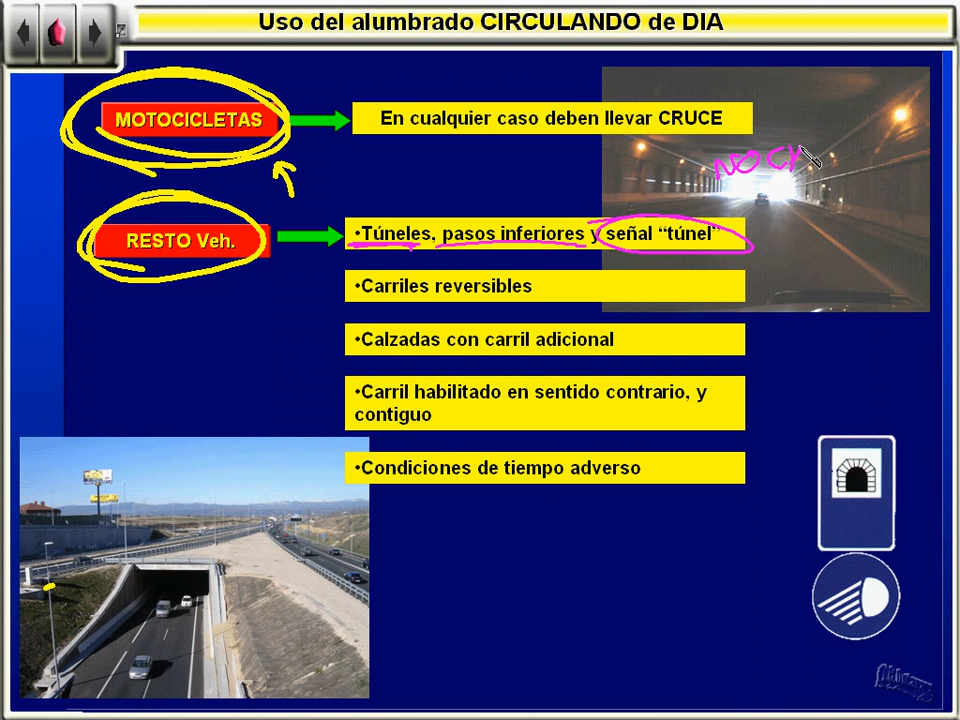 Uso del alumbrado CIRCULANDO de DIA
MOTOCICLETAS
En cualquier caso deben llevar CRUCE
NO
RESTO Veh.
•Túneles, pasos inferiores y señal “túnel”
•Carriles reversibles
•Calzadas con carril adicional
•Carril habilitado en sentido contrario, y
contiguo
•Condiciones de tiempo adverso